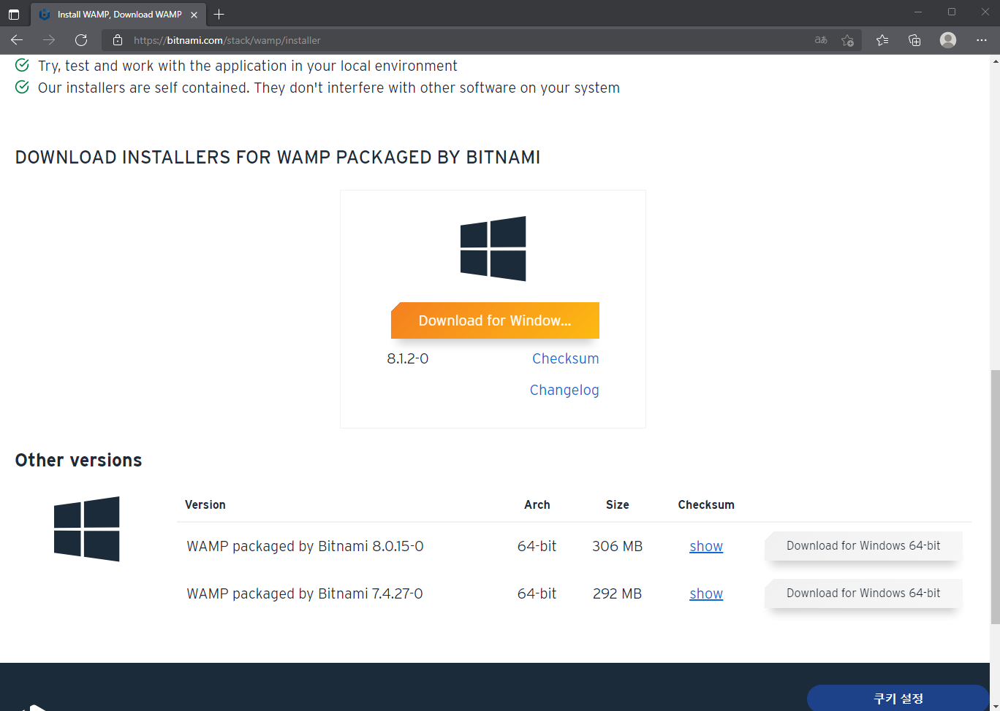 Install WAMP, Download WAMP
https://bitnami.com/stack/wamp/installer
aあ
Try, test and work with the application in your local environment
Our installers are self contained. They don't interfere with other software on your system
DOWNLOAD INSTALLERS FOR WAMP PACKAGED BY BITNAMI
Download for Window...
8.1.2-0 Checksum
Changelog
Other versions
Version Arch Size Checksum
WAMP packaged by Bitnami 8.0.15-0 64-bit 306 MB show Download for Windows 64-bit
WAMP packaged by Bitnami 7.4.27-0 64-bit 292 MB show Download for Windows 64-bit
쿠키 설정